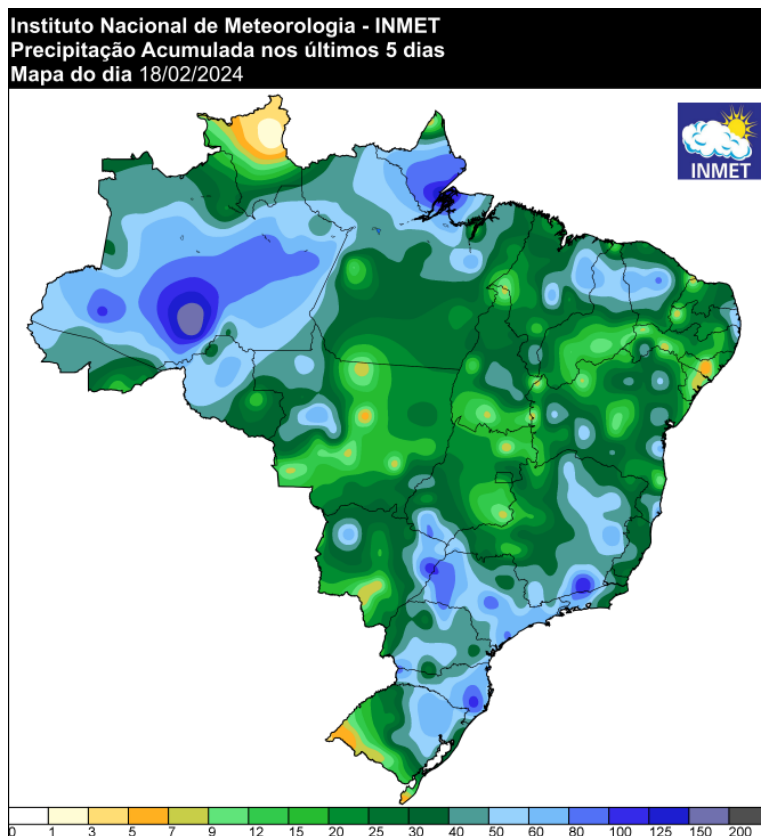 Instituto Nacional de Meteorologia - INMET
Precipitação Acumulada nos últimos 5 dias
Mapa do dia 18/02/2024
INMET
0 1 3 5 7 9 12 15 20 25 30 40 50 60 80 100 125 150 200